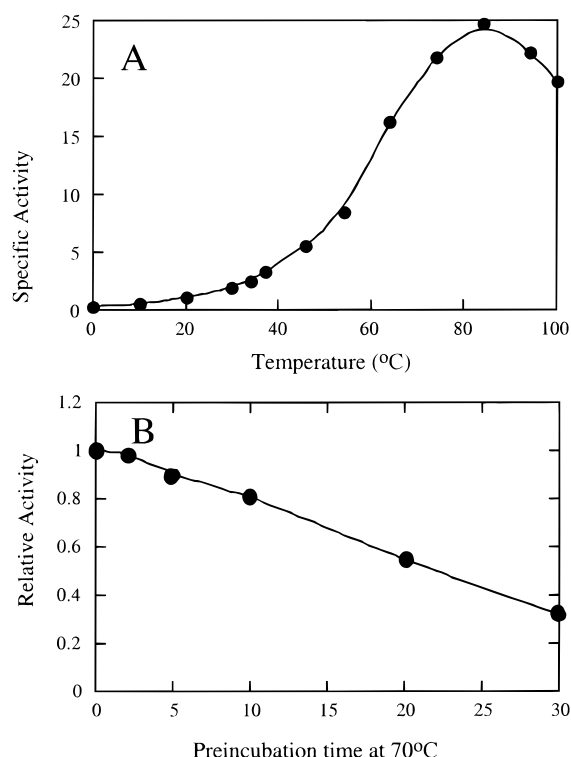 25
A
20
15
10
5
0
Specific Activity
0 20 40 60 80 100
Temperature (ºC)
1.2
B
1
0.8
0.6
0.4
0.2
0
Relative Activity
0 5 10 15 20 25 30
Preincubation time at 70ºC